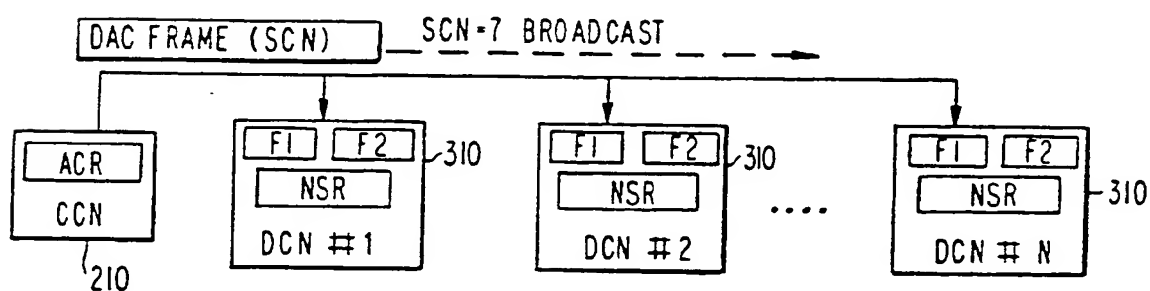 DAC FRAME (SCN)
SCN=7 BROADCAST
ACR
CCN
210
F1 F2
NSR
DCN #1
310
F1 F2
NSR
DCN #2
310
....
F1 F2
NSR
DCN # N
310